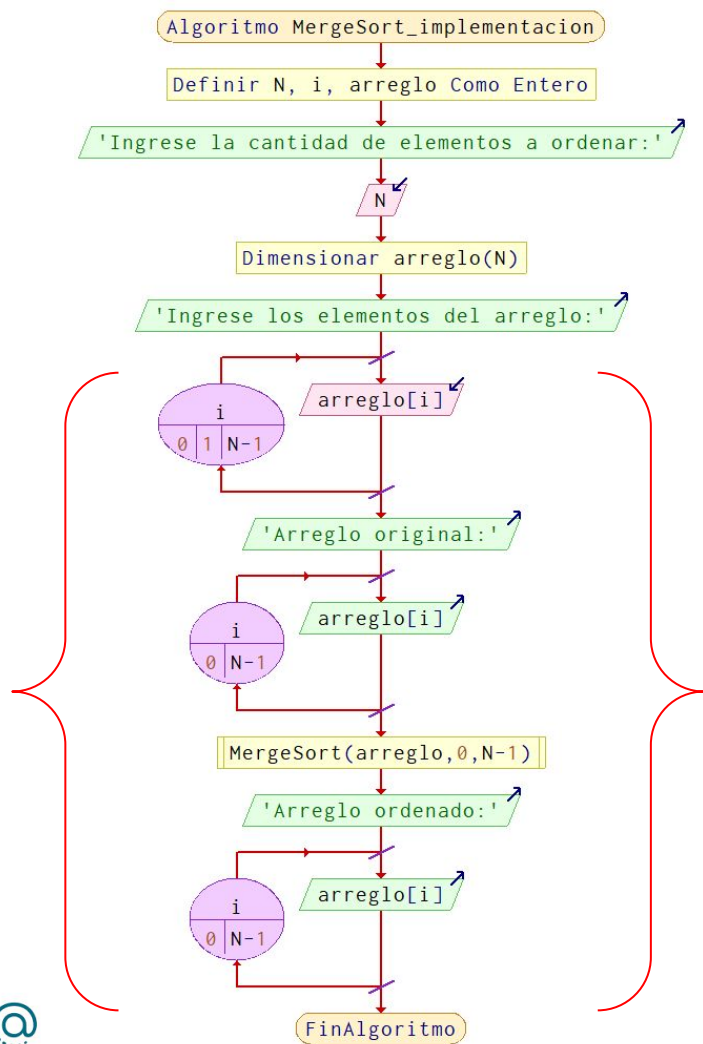 Algoritmo MergeSort_implementacion
Definir N, i, arreglo Como Entero
'Ingrese la cantidad de elementos a ordenar:'
N
Dimensionar arreglo(N)
'Ingrese los elementos del arreglo:'
arreglo[i]
i
0 1 N-1
'Arreglo original:'
arreglo[i]
i
0 N-1
MergeSort(arreglo,0,N-1)
'Arreglo ordenado:'
arreglo[i]
i
0 N-1
FinAlgoritmo